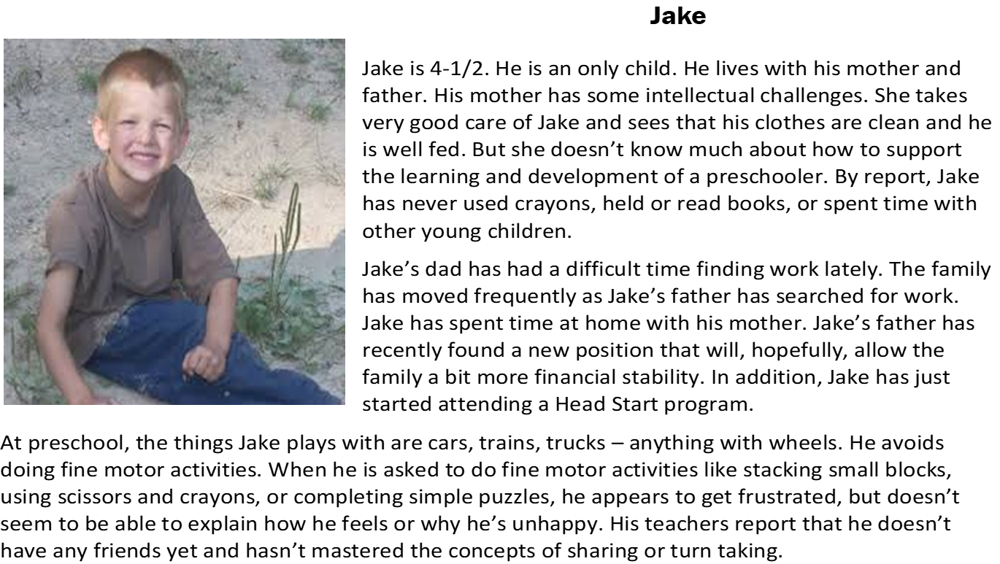 Jake
Jake is 4-1/2. He is an only child. He lives with his mother and
father. His mother has some intellectual challenges. She takes
very good care of Jake and sees that his clothes are clean and he
is well fed. But she doesn’t know much about how to support
the learning and development of a preschooler. By report, Jake
has never used crayons, held or read books, or spent time with
other young children.
Jake’s dad has had a difficult time finding work lately. The family
has moved frequently as Jake’s father has searched for work.
Jake has spent time at home with his mother. Jake’s father has
recently found a new position that will, hopefully, allow the
family a bit more financial stability. In addition, Jake has just
started attending a Head Start program.
At preschool, the things Jake plays with are cars, trains, trucks – anything with wheels. He avoids
doing fine motor activities. When he is asked to do fine motor activities like stacking small blocks,
using scissors and crayons, or completing simple puzzles, he appears to get frustrated, but doesn’t
seem to be able to explain how he feels or why he’s unhappy. His teachers report that he doesn’t
have any friends yet and hasn’t mastered the concepts of sharing or turn taking.